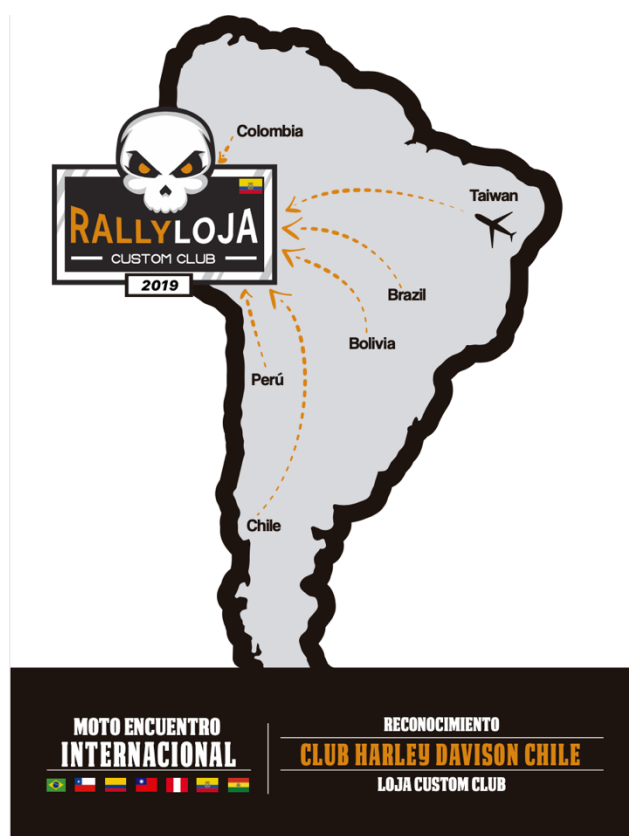 Colombia
Taiwan
RALLYLOJA
CUSTOM CLUB
2019
Brazil
Bolivia
Perú
Chile
MOTO ENCUENTRO
INTERNACIONAL
RECONOCIMIENTO
CLUB HARLEY DAVISON CHILE
LOJA CUSTOM CLUB